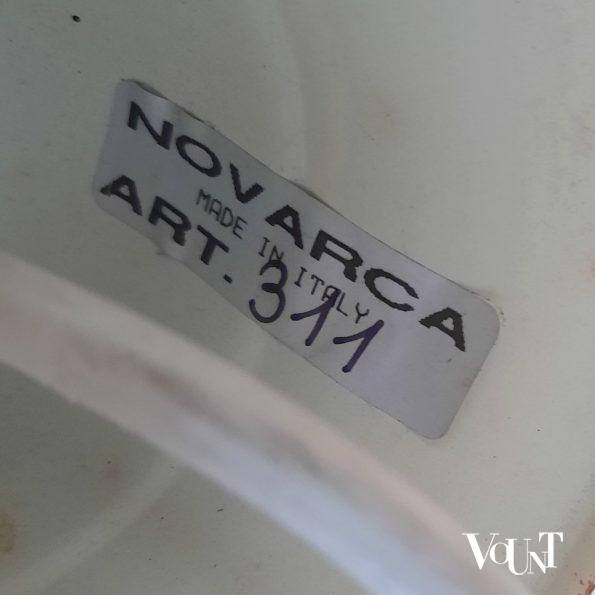 NOVARCA
MADE IN ITALY
ART. 311
VOUNT